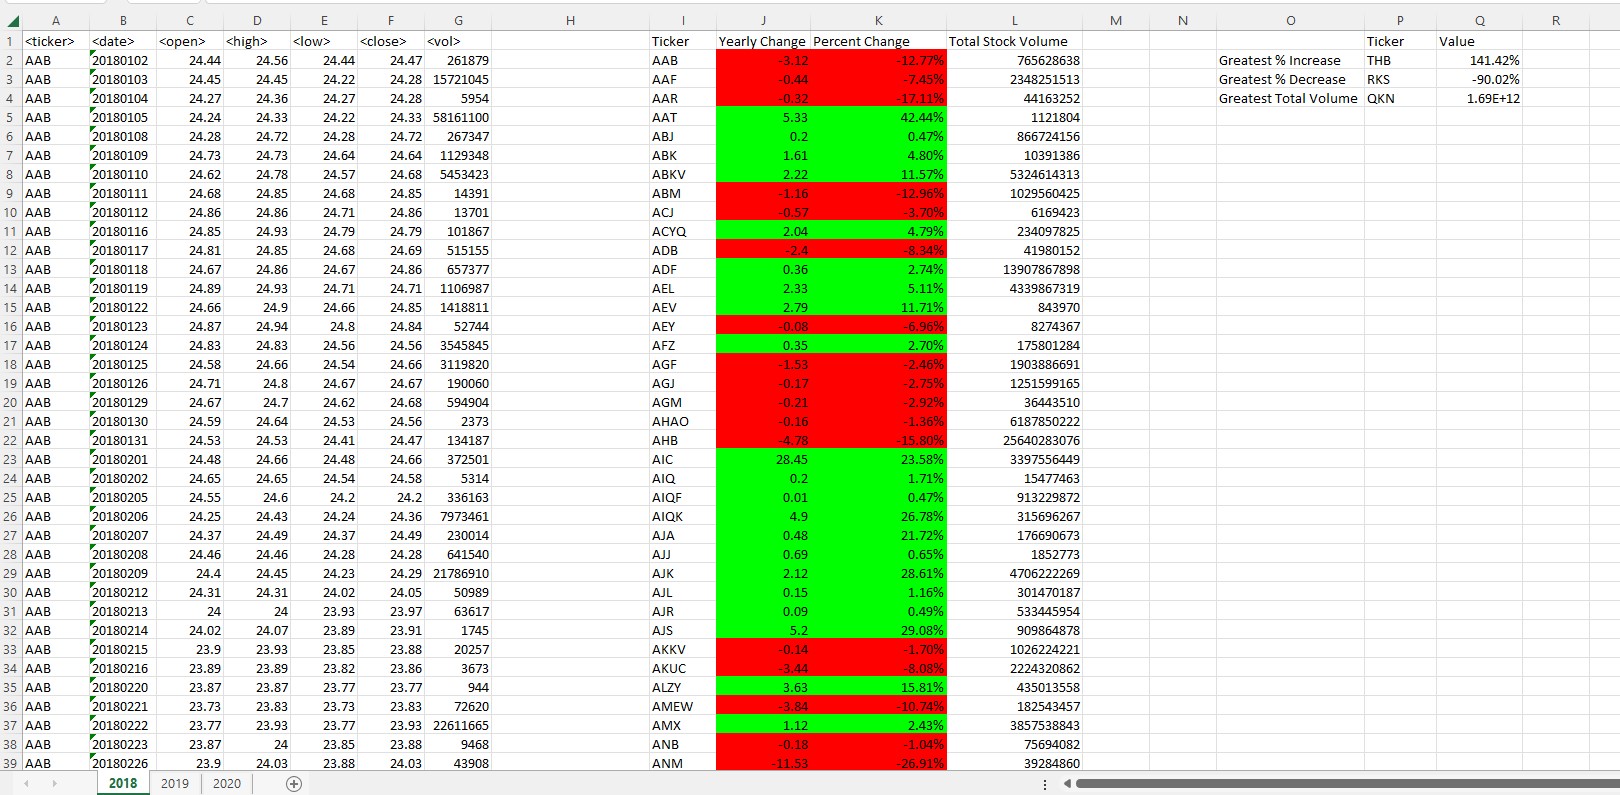 A B C D E F G H I J K L M N O P Q R
1 <ticker> <date> <open> <high> <low> <close> <vol> Ticker Yearly Change Percent Change Total Stock Volume Ticker Value
2 AAB 20180102 24.44 24.56 24.44 24.47 261879 AAB -3.12 -12.77% 765628638 Greatest % Increase THB 141.42%
3 AAB 20180103 24.45 24.45 24.22 24.28 15721045 AAF -0.44 -7.45% 2348251513 Greatest % Decrease RKS -90.02%
4 AAB 20180104 24.27 24.36 24.27 24.28 5954 AAR -0.32 -17.11% 44163252 Greatest Total Volume QKN 1.69E+12
5 AAB 20180105 24.24 24.33 24.22 24.33 58161100 AAT 5.33 42.44% 1121804
6 AAB 20180108 24.28 24.72 24.28 24.72 267347 ABJ 0.2 0.47% 866724156
7 AAB 20180109 24.73 24.73 24.64 24.64 1129348 ABK 1.61 4.80% 10391386
8 AAB 20180110 24.62 24.78 24.57 24.68 5453423 ABKV 2.22 11.57% 5324614313
9 AAB 20180111 24.68 24.85 24.68 24.85 14391 ABM -1.16 -12.96% 1029560425
10 AAB 20180112 24.86 24.86 24.71 24.86 13701 ACJ -0.57 -3.70% 6169423
11 AAB 20180116 24.85 24.93 24.79 24.79 101867 ACYQ 2.04 4.79% 234097825
12 AAB 20180117 24.81 24.85 24.68 24.69 515155 ADB -2.4 -8.34% 41980152
13 AAB 20180118 24.67 24.86 24.67 24.86 657377 ADF 0.36 2.74% 13907867898
14 AAB 20180119 24.89 24.93 24.71 24.71 1106987 AEL 2.33 5.11% 4339867319
15 AAB 20180122 24.66 24.9 24.66 24.85 1418811 AEV 2.79 11.71% 843970
16 AAB 20180123 24.87 24.94 24.8 24.84 52744 AEY -0.08 -6.96% 8274367
17 AAB 20180124 24.83 24.83 24.56 24.56 3545845 AFZ 0.35 2.70% 175801284
18 AAB 20180125 24.58 24.66 24.54 24.66 3119820 AGF -1.53 -2.46% 1903886691
19 AAB 20180126 24.71 24.8 24.67 24.67 190060 AGJ -0.17 -2.75% 1251599165
20 AAB 20180129 24.67 24.7 24.62 24.68 594904 AGM -0.21 -2.92% 36443510
21 AAB 20180130 24.59 24.64 24.53 24.56 2373 AHAO -0.16 -1.36% 6187850222
22 AAB 20180131 24.53 24.53 24.41 24.47 134187 AHB -4.78 -15.80% 25640283076
23 AAB 20180201 24.48 24.66 24.48 24.66 372501 AIC 28.45 23.58% 3397556449
24 AAB 20180202 24.65 24.65 24.54 24.58 5314 AIQ 0.2 1.71% 15477463
25 AAB 20180205 24.55 24.6 24.2 24.2 336163 AIQF 0.01 0.47% 913229872
26 AAB 20180206 24.25 24.43 24.24 24.36 7973461 AIQK 4.9 26.78% 315696267
27 AAB 20180207 24.37 24.49 24.37 24.49 230014 AJA 0.48 21.72% 176690673
28 AAB 20180208 24.46 24.46 24.28 24.28 641540 AJJ 0.69 0.65% 1852773
29 AAB 20180209 24.4 24.45 24.23 24.29 21786910 AJK 2.12 28.61% 4706222269
30 AAB 20180212 24.31 24.31 24.02 24.05 50989 AJL 0.15 1.16% 301470187
31 AAB 20180213 24 24 23.93 23.97 63617 AJR 0.09 0.49% 533445954
32 AAB 20180214 24.02 24.07 23.89 23.91 1745 AJS 5.2 29.08% 909864878
33 AAB 20180215 23.9 23.93 23.85 23.88 20257 AKKV -0.14 -1.70% 1026224221
34 AAB 20180216 23.89 23.89 23.82 23.86 3673 AKUC -3.44 -8.08% 2224320862
35 AAB 20180220 23.87 23.87 23.77 23.77 944 ALZY 3.63 15.81% 435013558
36 AAB 20180221 23.73 23.83 23.73 23.83 72620 AMEW -3.84 -10.74% 182543457
37 AAB 20180222 23.77 23.93 23.77 23.93 22611665 AMX 1.12 2.43% 3857538843
38 AAB 20180223 23.87 24 23.85 23.88 9468 ANB -0.18 -1.04% 75694082
39 AAB 20180226 23.9 24.03 23.88 24.03 43908 ANM -11.53 -26.91% 39284860
2018 2019 2020